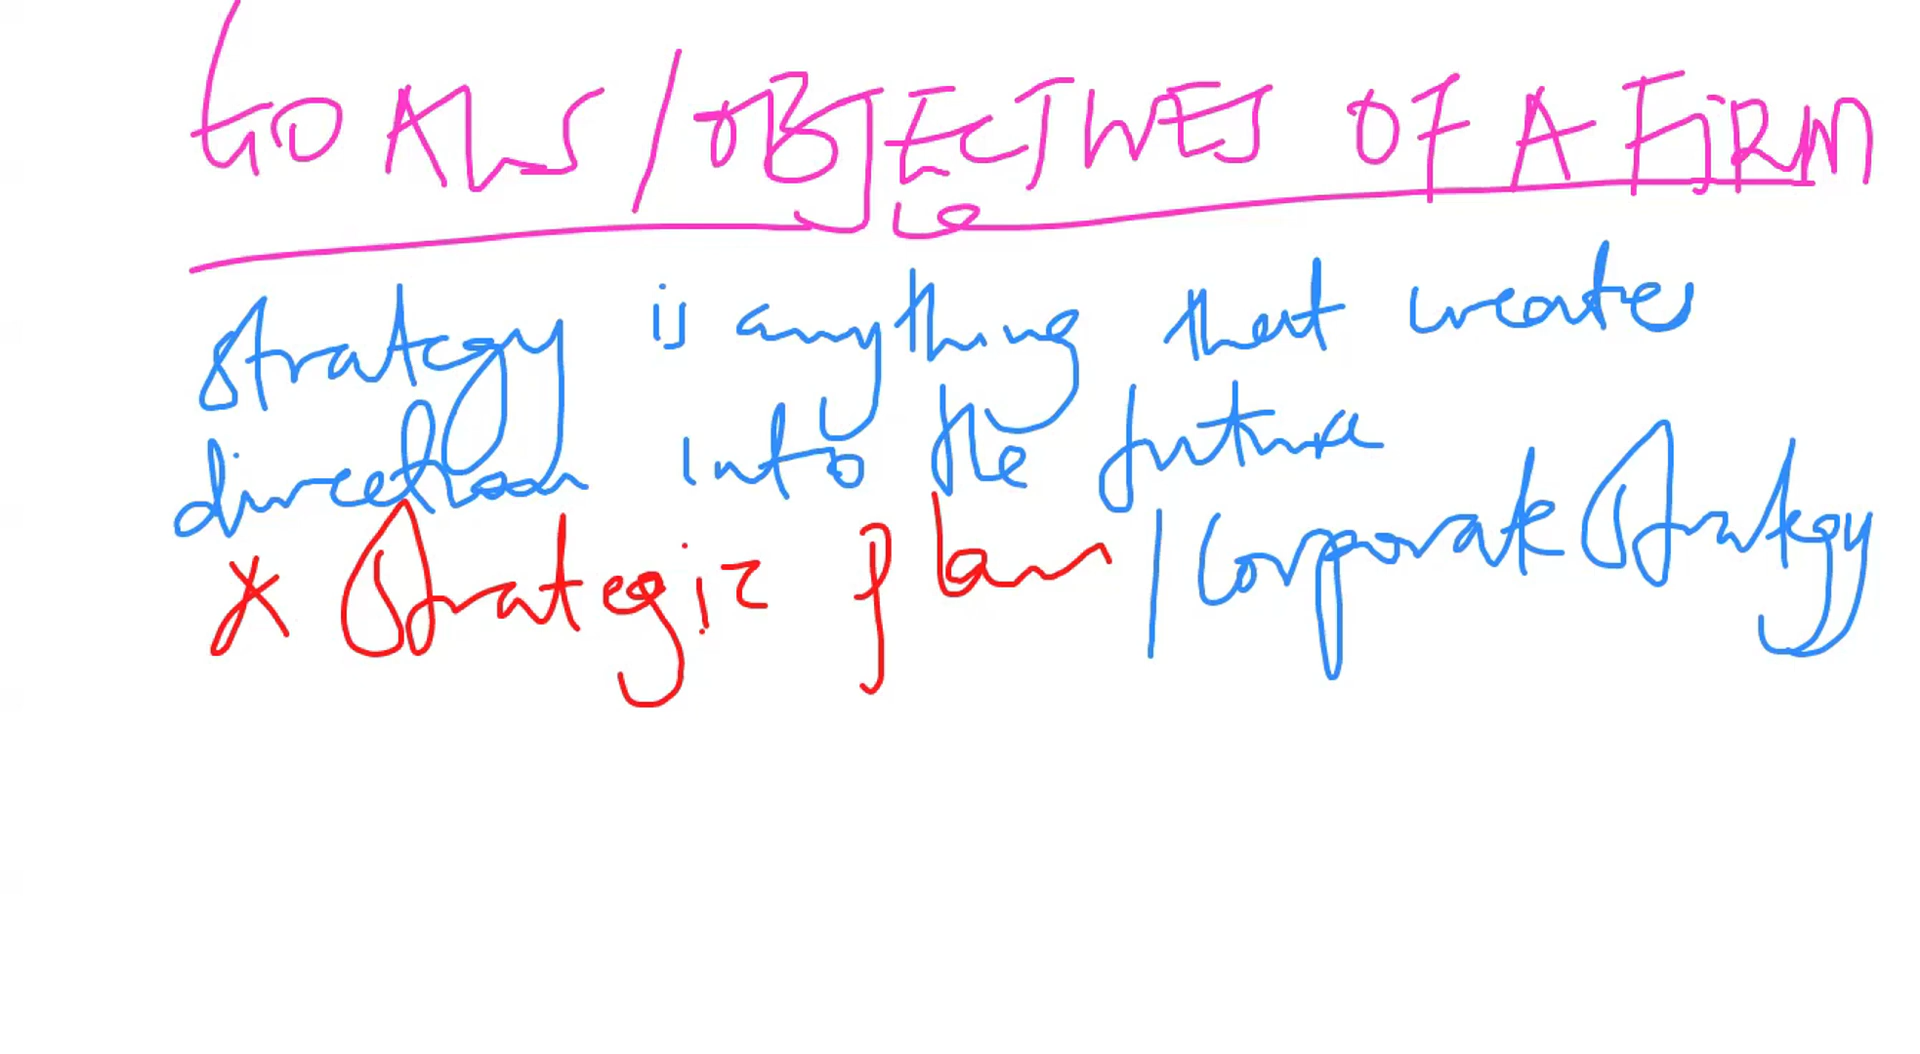 GOALS/OBJECTIVES OF A FIRM
strategy is anything that creates
direction into the future
* Strategic plan / Corporate Strategy